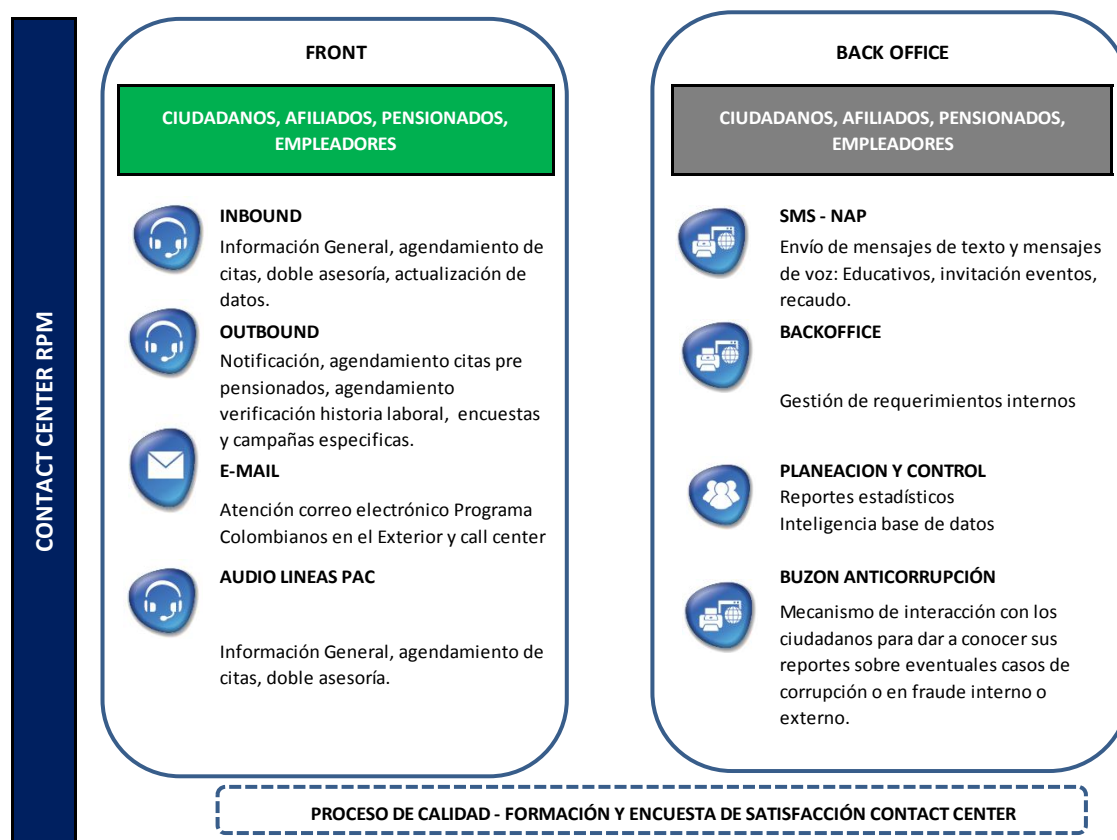 CONTACT CENTER RPM
FRONT
CIUDADANOS, AFILIADOS, PENSIONADOS,
EMPLEADORES
INBOUND
Información General, agendamiento de
citas, doble asesoría, actualización de
datos.
OUTBOUND
Notificación, agendamiento citas pre
pensionados, agendamiento
verificación historia laboral, encuestas
y campañas especificas.
E-MAIL
Atención correo electrónico Programa
Colombianos en el Exterior y call center
AUDIO LINEAS PAC
Información General, agendamiento de
citas, doble asesoría.
BACK OFFICE
CIUDADANOS, AFILIADOS, PENSIONADOS,
EMPLEADORES
SMS - NAP
Envío de mensajes de texto y mensajes
de voz: Educativos, invitación eventos,
recaudo.
BACKOFFICE
Gestión de requerimientos internos
PLANEACION Y CONTROL
Reportes estadísticos
Inteligencia base de datos
BUZON ANTICORRUPCIÓN
Mecanismo de interacción con los
ciudadanos para dar a conocer sus
reportes sobre eventuales casos de
corrupción o en fraude interno o
externo.
PROCESO DE CALIDAD - FORMACIÓN Y ENCUESTA DE SATISFACCIÓN CONTACT CENTER